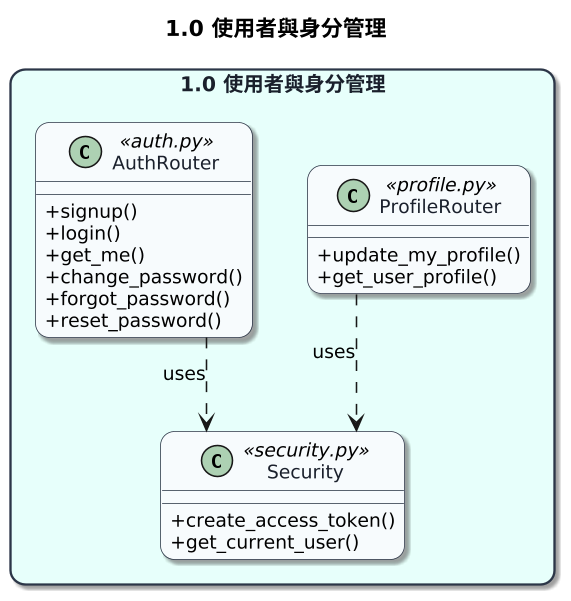 1.0 使用者與身分管理
1.0 使用者與身分管理
C
«auth.py»
AuthRouter
+signup()
+login()
+get_me()
+change_password()
+forgot_password()
+reset_password()
C
«profile.py»
ProfileRouter
+update_my_profile()
+get_user_profile()
uses
uses
C
«security.py»
Security
+create_access_token()
+get_current_user()